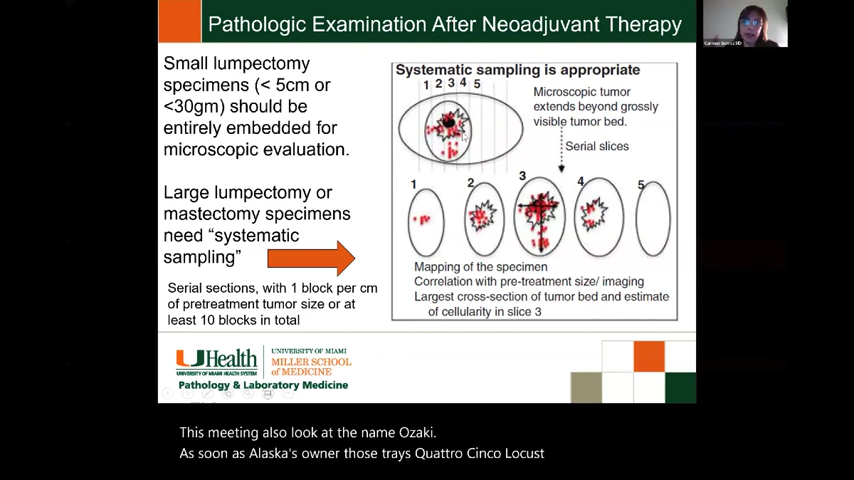 Pathologic Examination After Neoadjuvant Therapy
Small lumpectomy
specimens (< 5cm or
<30gm) should be
entirely embedded for
microscopic evaluation.
Large lumpectomy or
mastectomy specimens
need “systematic
sampling”
Serial sections, with 1 block per cm
of pretreatment tumor size or at
least 10 blocks in total
Systematic sampling is appropriate
1 2 3 4 5
Microscopic tumor
extends beyond grossly
visible tumor bed.
Serial slices
1 2 3 4 5
Mapping of the specimen
Correlation with pre-treatment size/ imaging
Largest cross-section of tumor bed and estimate
of cellularity in slice 3
UHealth
UNIVERSITY OF MIAMI HEALTH SYSTEM
UNIVERSITY OF MIAMI
MILLER SCHOOL
of MEDICINE
Pathology & Laboratory Medicine
This meeting also look at the name Ozaki.
As soon as Alaska's owner those trays Quattro Cinco Locust